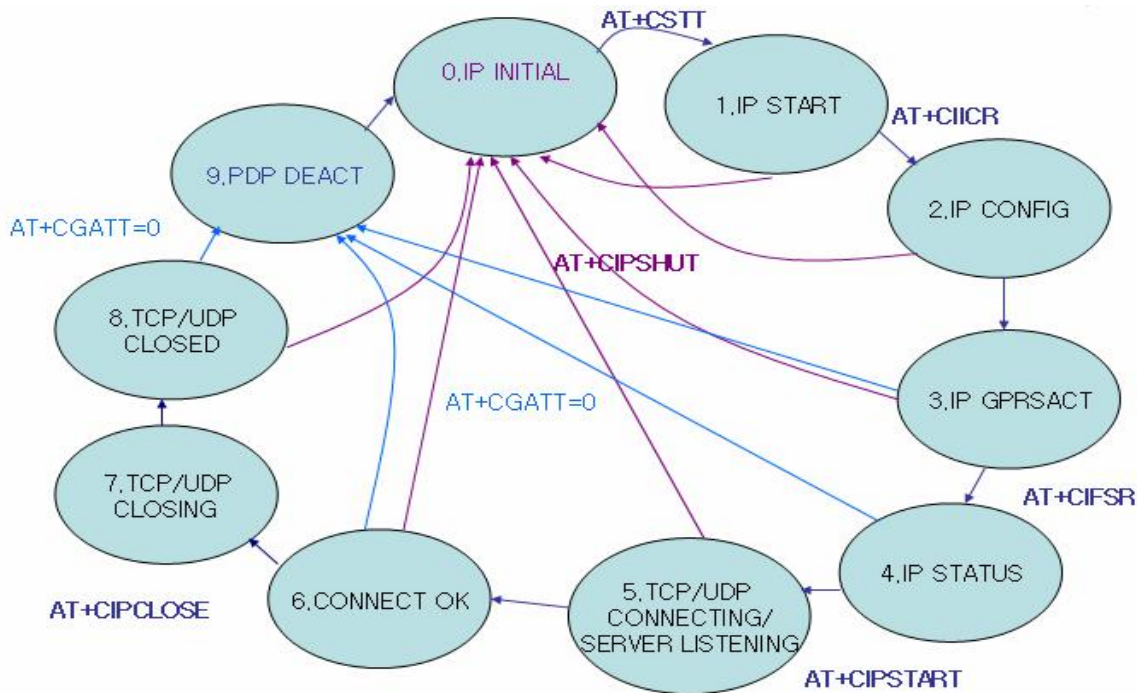 AT+CSTT
0,IP INITIAL
1,IP START
AT+CIICR
9,PDP DEACT
2,IP CONFIG
AT+CGATT=0
AT+CIPSHUT
8,TCP/UDP
CLOSED
3,IP GPRSACT
AT+CGATT=0
7,TCP/UDP
CLOSING
AT+CIFSR
4,IP STATUS
6,CONNECT OK
5,TCP/UDP
CONNECTING/
SERVER LISTENING
AT+CIPCLOSE
AT+CIPSTART